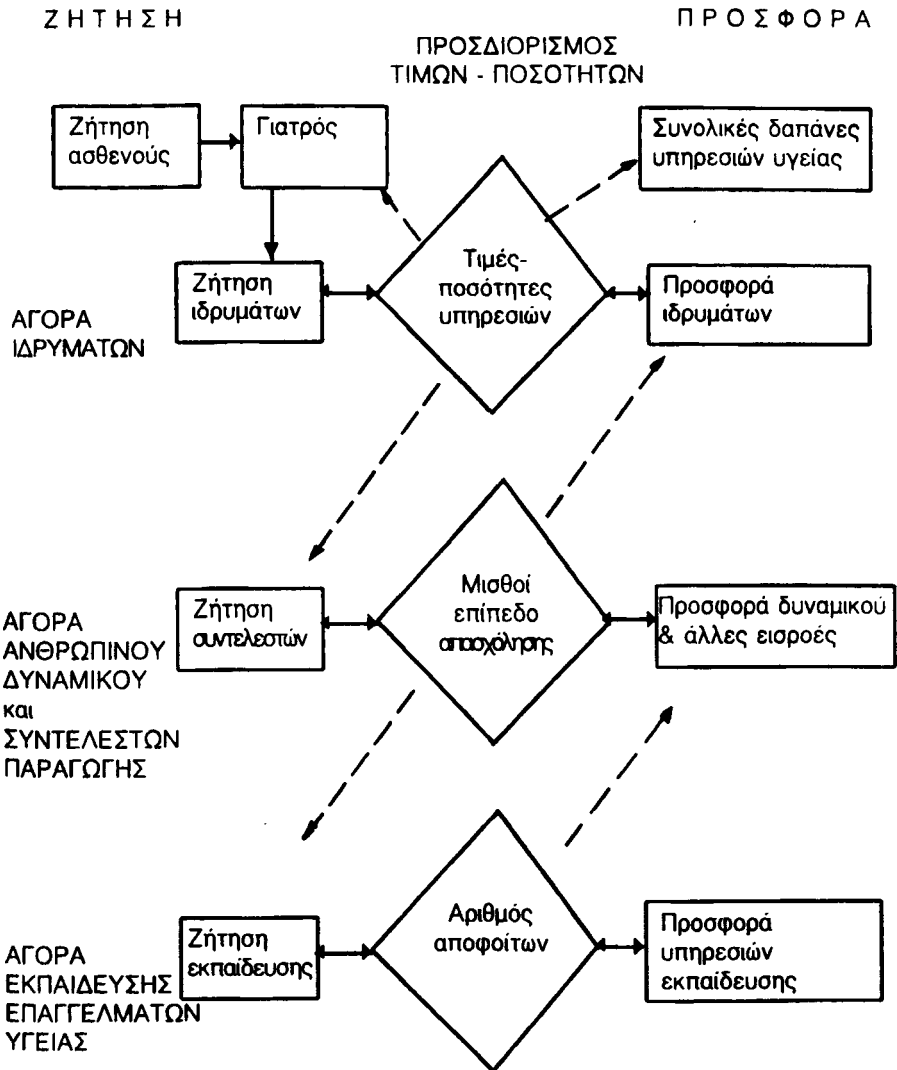 ΖΗΤΗΣΗ
ΠΡΟΣΦΟΡΑ
ΠΡΟΣΔΙΟΡΙΣΜΟΣ
ΤΙΜΩΝ - ΠΟΣΟΤΗΤΩΝ
Ζήτηση
ασθενούς
Γιατρός
Συνολικές δαπάνες
υπηρεσιών υγείας
ΑΓΟΡΑ
ΙΔΡΥΜΑΤΩΝ
Ζήτηση
ιδρυμάτων
Τιμές-
ποσότητες
υπηρεσιών
Προσφορά
ιδρυμάτων
ΑΓΟΡΑ
ΑΝΘΡΩΠΙΝΟΥ
ΔΥΝΑΜΙΚΟΥ
και
ΣΥΝΤΕΛΕΣΤΩΝ
ΠΑΡΑΓΩΓΗΣ
Ζήτηση
συντελεστών
Μισθοί
επίπεδο
απασχόλησης
Προσφορά δυναμικού
& άλλες εισροές
ΑΓΟΡΑ
ΕΚΠΑΙΔΕΥΣΗΣ
ΕΠΑΓΓΕΛΜΑΤΩΝ
ΥΓΕΙΑΣ
Ζήτηση
εκπαίδευσης
Αριθμός
αποφοίτων
Προσφορά
υπηρεσιών
εκπαίδευσης